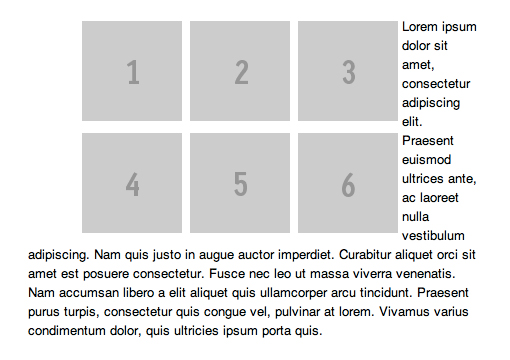 1 2 3
4 5 6
Lorem ipsum
dolor sit
amet,
consectetur
adipiscing
elit.
Praesent
euismod
ultrices ante,
ac laoreet
nulla
vestibulum
adipiscing. Nam quis justo in augue auctor imperdiet. Curabitur aliquet orci sit
amet est posuere consectetur. Fusce nec leo ut massa viverra venenatis.
Nam accumsan libero a elit aliquet quis ullamcorper arcu tincidunt. Praesent
purus turpis, consectetur quis congue vel, pulvinar at lorem. Vivamus varius
condimentum dolor, quis ultricies ipsum porta quis.